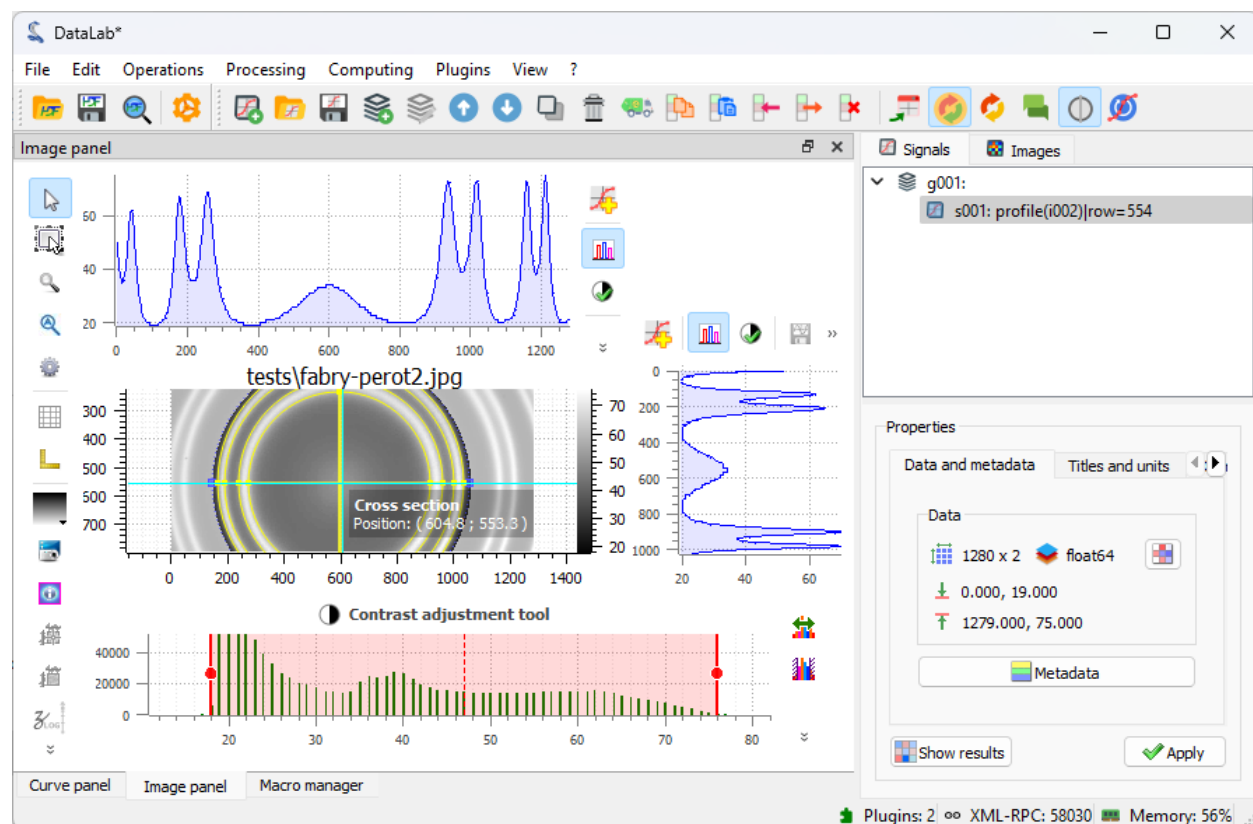 DataLab*
File Edit Operations Processing Computing Plugins View ?
Image panel
Signals Images
g001:
s001: profile(i002)|row=554
50
40
20
0 200 400 600 800 1000 1200
tests\fabry-perot2.jpg
300
400
500
500
700
70
60
50
40
30
20
Cross section
Position: ( 604.8 ; 553.3 )
0 200 400 600 800 1000 1200 1400
0
200
400
600
800
1000
20 40 60
Contrast adjustment tool
40000
20000
0
20 30 40 50 60 70 80
LOG
Properties
Data and metadata Titles and units
Data
1280 x 2 float64
0.000, 19.000
1279.000, 75.000
Metadata
Show results Apply
Curve panel Image panel Macro manager
Plugins: 2 XML-RPC: 58030 Memory: 56%